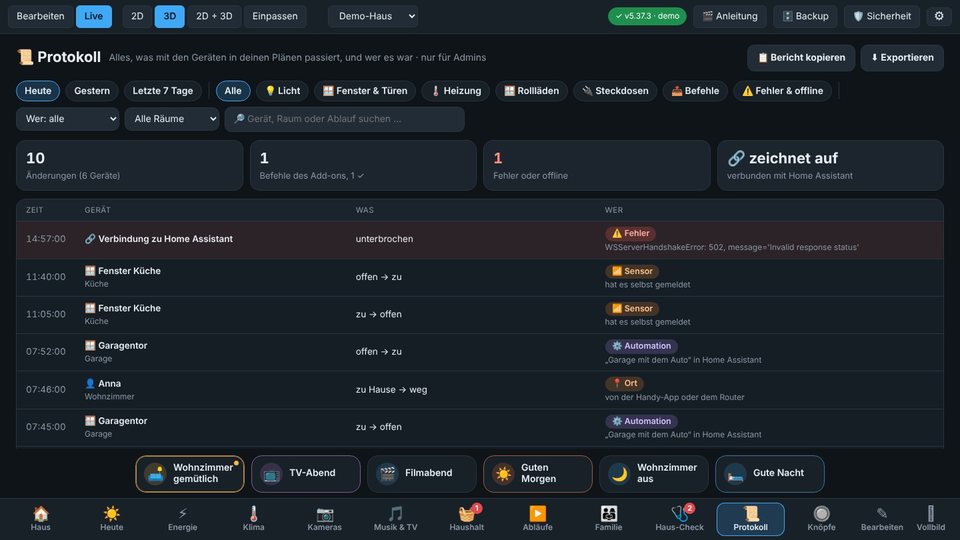 Bearbeiten Live 2D 3D 2D + 3D Einpassen Demo-Haus ✓ v5.37.3 · demo Anleitung Backup Sicherheit
Protokoll Alles, was mit den Geräten in deinen Plänen passiert, und wer es war · nur für Admins Bericht kopieren Exportieren
Heute Gestern Letzte 7 Tage Alle Licht Fenster & Türen Heizung Rollläden Steckdosen Befehle Fehler & offline
Wer: alle Alle Räume Gerät, Raum oder Ablauf suchen ...
10 1 1 zeichnet auf
Änderungen (6 Geräte) Befehle des Add-ons, 1 ✓ Fehler oder offline verbunden mit Home Assistant
ZEIT GERÄT WAS WER
14:57:00 Verbindung zu Home Assistant unterbrochen Fehler
WSServerHandshakeError: 502, message='Invalid response status'
11:40:00 Fenster Küche offen → zu Sensor
Küche hat es selbst gemeldet
11:05:00 Fenster Küche zu → offen Sensor
Küche hat es selbst gemeldet
07:52:00 Garagentor offen → zu Automation
Garage „Garage mit dem Auto“ in Home Assistant
07:46:00 Anna zu Hause → weg Ort
Wohnzimmer von der Handy-App oder dem Router
07:45:00 Garagentor zu → offen Automation
Garage „Garage mit dem Auto“ in Home Assistant
Wohnzimmer gemütlich TV-Abend Filmabend Guten Morgen Wohnzimmer aus Gute Nacht
1 2
Haus Heute Energie Klima Kameras Musik & TV Haushalt Abläufe Familie Haus-Check Protokoll Knöpfe Bearbeiten Vollbild